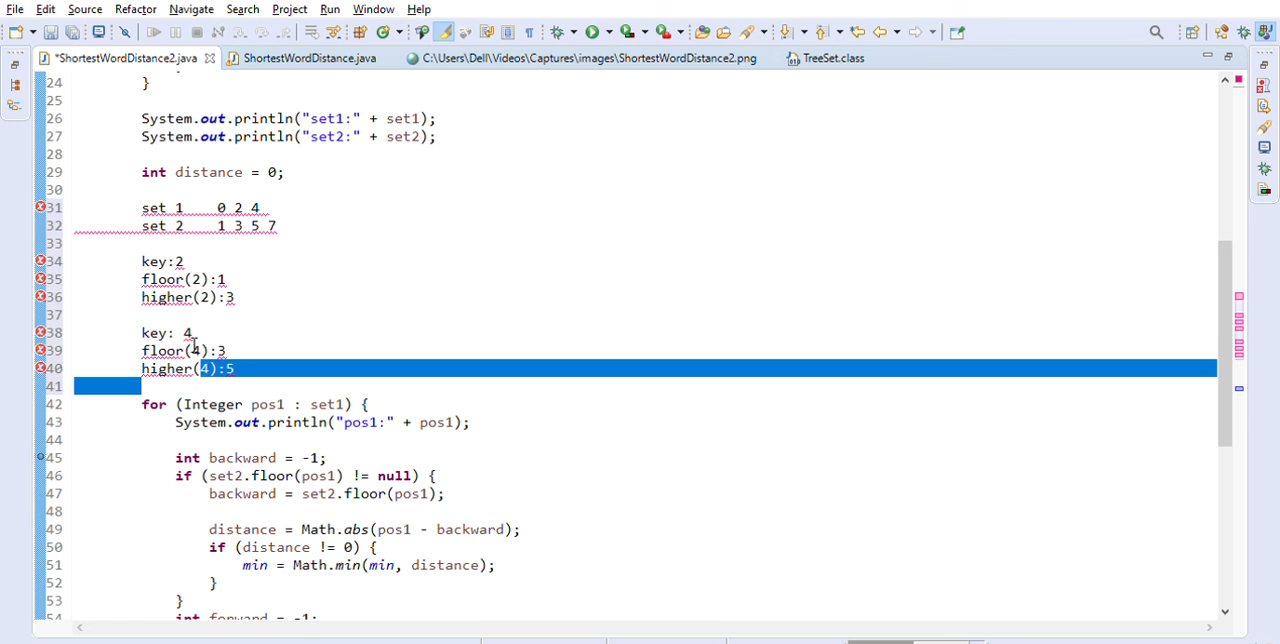 File Edit Source Refactor Navigate Search Project Run Window Help
*ShortestWordDistance2.java ShortestWordDistance.java C:\Users\Dell\Videos\Captures\images\ShortestWordDistance2.png TreeSet.class
24 }
25
26 System.out.println("set1:" + set1);
27 System.out.println("set2:" + set2);
28
29 int distance = 0;
30
31 set 1 0 2 4
32 set 2 1 3 5 7
33
34 key:2
35 floor(2):1
36 higher(2):3
37
38 key: 4
39 floor(4):3
40 higher(4):5
41
42 for (Integer pos1 : set1) {
43 System.out.println("pos1:" + pos1);
44
45 int backward = -1;
46 if (set2.floor(pos1) != null) {
47 backward = set2.floor(pos1);
48
49 distance = Math.abs(pos1 - backward);
50 if (distance != 0) {
51 min = Math.min(min, distance);
52 }
53 }
54 int forward = -1;